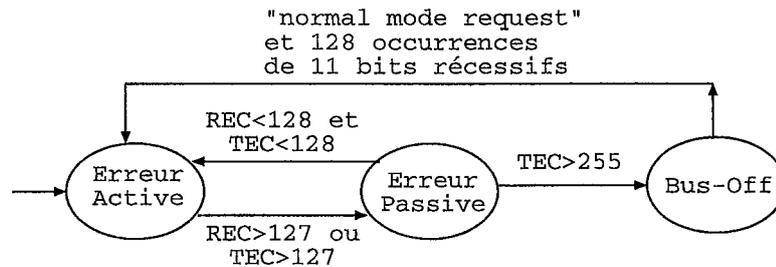 "normal mode request"
et 128 occurrences
de 11 bits récessifs
REC<128 et
TEC<128
Erreur
Active
Erreur
Passive
TEC>255
Bus-Off
REC>127 ou
TEC>127